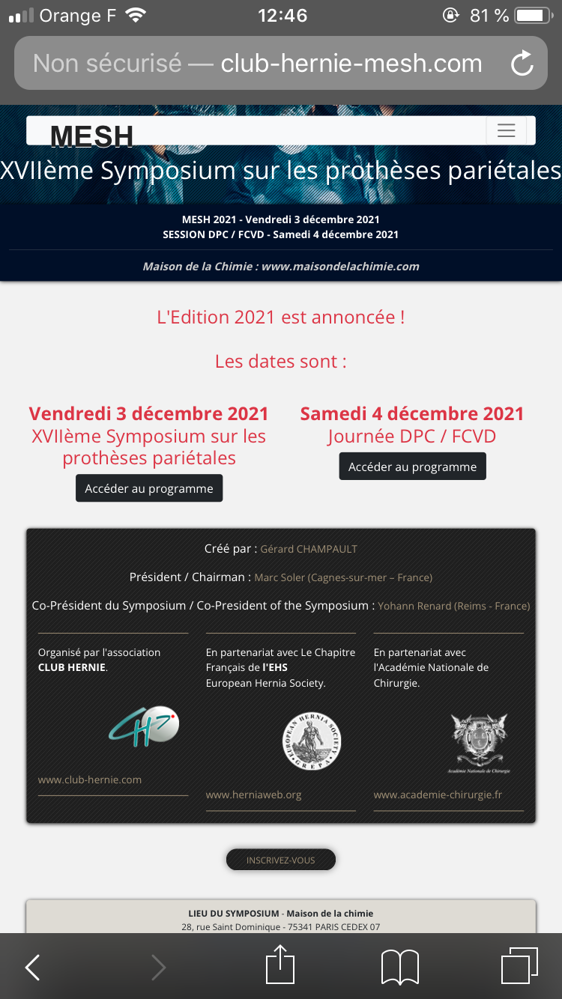 Orange F 12:46 81 %
Non sécurisé — club-hernie-mesh.com
MESH
XVIIème Symposium sur les prothèses pariétales
MESH 2021 - Vendredi 3 décembre 2021
SESSION DPC / FCVD - Samedi 4 décembre 2021
Maison de la Chimie : www.maisondelachimie.com
L'Edition 2021 est annoncée !
Les dates sont :
Vendredi 3 décembre 2021
XVIIème Symposium sur les
prothèses pariétales
Accéder au programme
Samedi 4 décembre 2021
Journée DPC / FCVD
Accéder au programme
Créé par : Gérard CHAMPAULT
Président / Chairman : Marc Soler (Cagnes-sur-mer – France)
Co-Président du Symposium / Co-President of the Symposium : Yohann Renard (Reims - France)
Organisé par l'association
CLUB HERNIE.
CH
www.club-hernie.com
En partenariat avec Le Chapitre
Français de l'EHS
European Hernia Society.
EUROPEAN HERNIA SOCIETY
GREPA
www.herniaweb.org
En partenariat avec
l'Académie Nationale de
Chirurgie.
Académie Nationale de Chirurgie
www.academie-chirurgie.fr
INSCRIVEZ-VOUS
LIEU DU SYMPOSIUM - Maison de la chimie
28, rue Saint Dominique - 75341 PARIS CEDEX 07